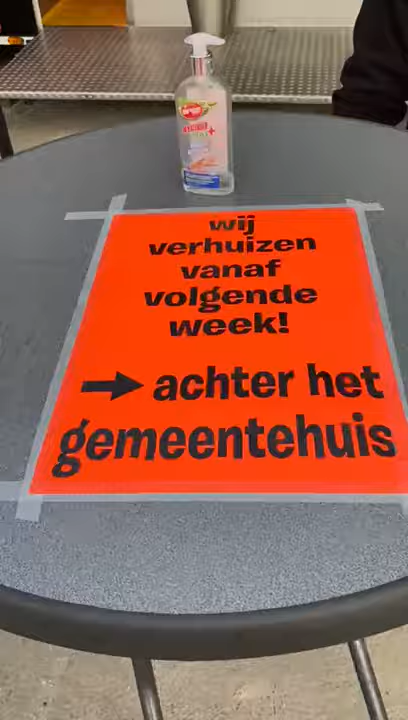 wij
verhuizen
vanaf
volgende
week!
→ achter het
gemeentehuis